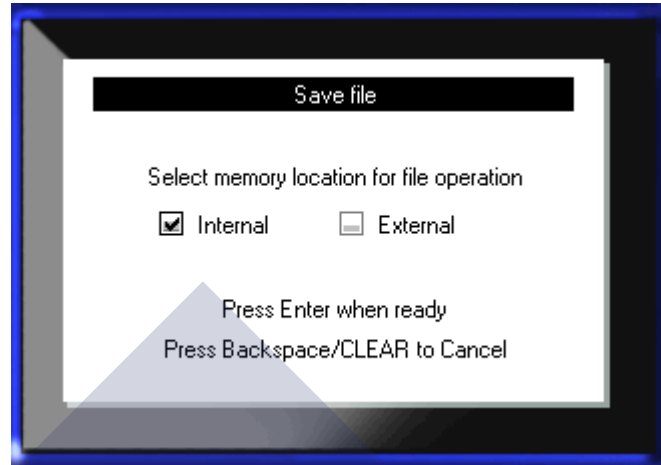 Save file
Select memory location for file operation
Internal External
Press Enter when ready
Press Backspace/CLEAR to Cancel